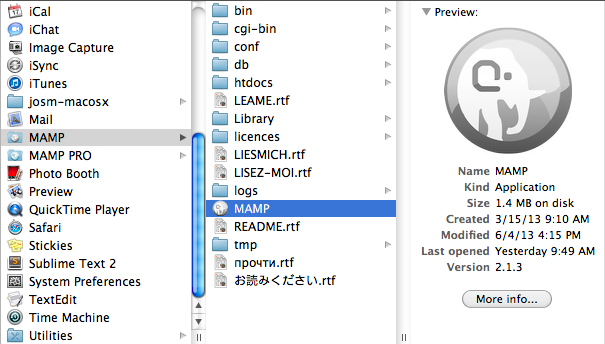 iCal
iChat
Image Capture
iSync
iTunes
josm-macosx
Mail
MAMP
MAMP PRO
Photo Booth
Preview
QuickTime Player
Safari
Stickies
Sublime Text 2
System Preferences
TextEdit
Time Machine
Utilities
bin
cgi-bin
conf
db
htdocs
LEAME.rtf
Library
licences
LIESMICH.rtf
LISEZ-MOI.rtf
logs
MAMP
README.rtf
tmp
прочти.rtf
お読みください.rtf
Preview:
Name MAMP
Kind Application
Size 1.4 MB on disk
Created 3/15/13 9:10 AM
Modified 6/4/13 4:15 PM
Last opened Yesterday 9:49 AM
Version 2.1.3
More info...